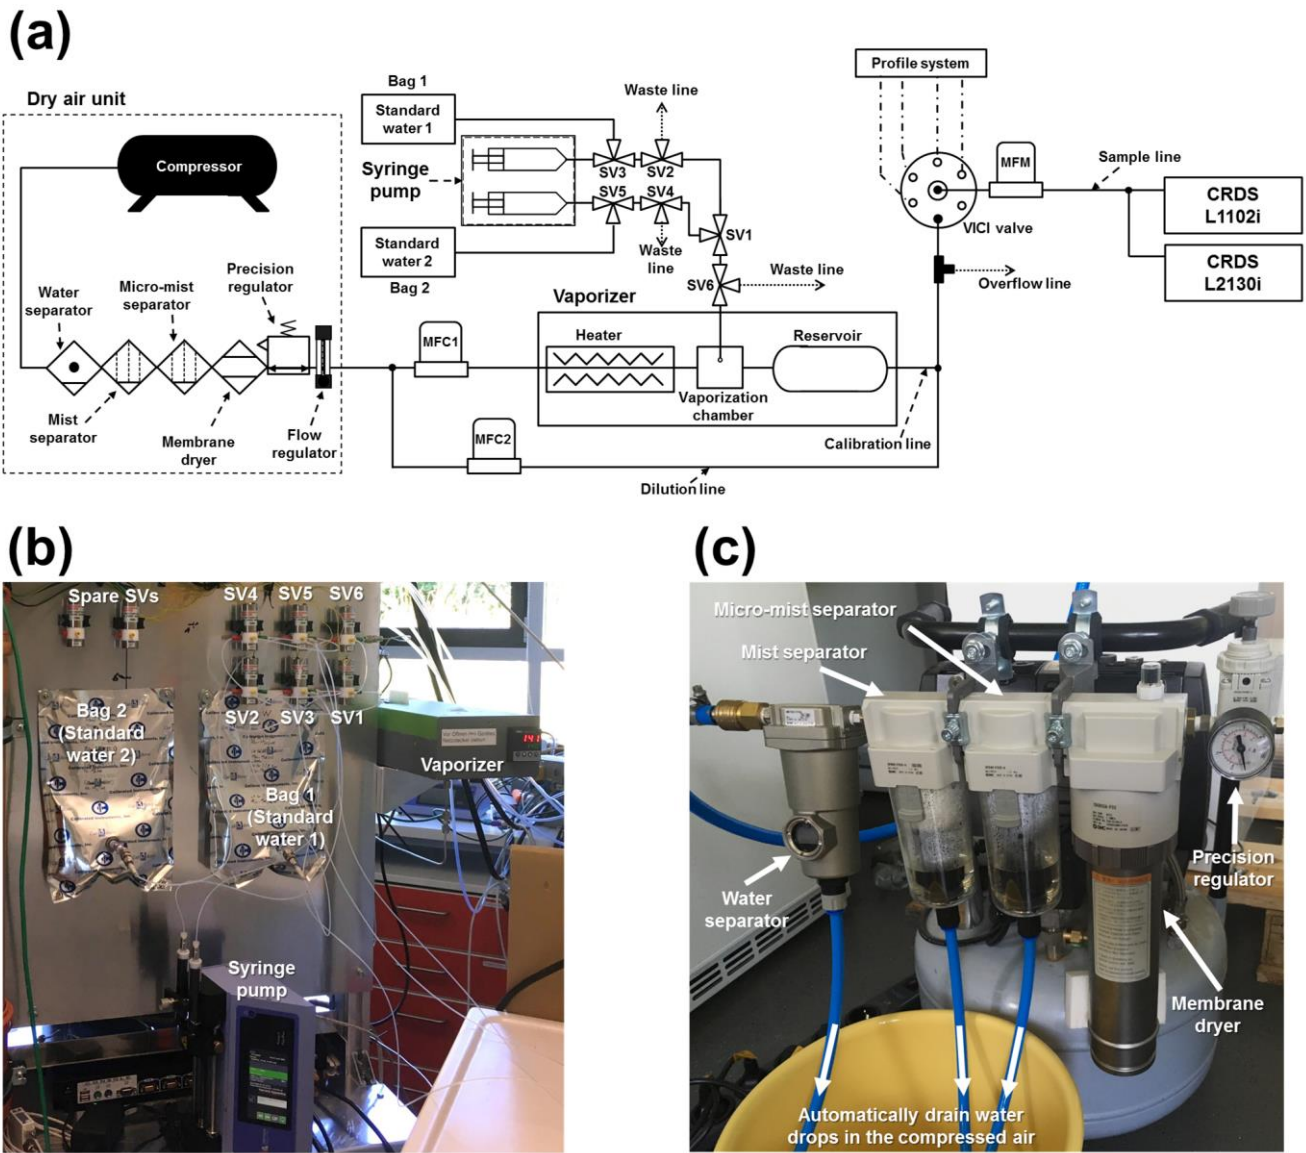 (a)
Dry air unit
Compressor
Water
separator
Micro-mist
separator
Precision
regulator
Mist
separator
Membrane
dryer
Flow
regulator
Bag 1
Standard
water 1
Syringe
pump
Standard
water 2
Bag 2
Waste line
SV3
SV2
SV5
SV4
Waste
line
SV1
SV6
Waste line
Vaporizer
Heater
Vaporization
chamber
Reservoir
MFC1
MFC2
Dilution line
Calibration line
Profile system
VICI valve
MFM
Sample line
Overflow line
CRDS
L1102i
CRDS
L2130i
(b)
Spare SVs
SV4
SV5
SV6
SV2
SV3
SV1
Bag 2
(Standard
water 2)
Bag 1
(Standard
water 1)
Vaporizer
Syringe
pump
(c)
Micro-mist separator
Mist separator
Water
separator
Precision
regulator
Membrane
dryer
Automatically drain water
drops in the compressed air